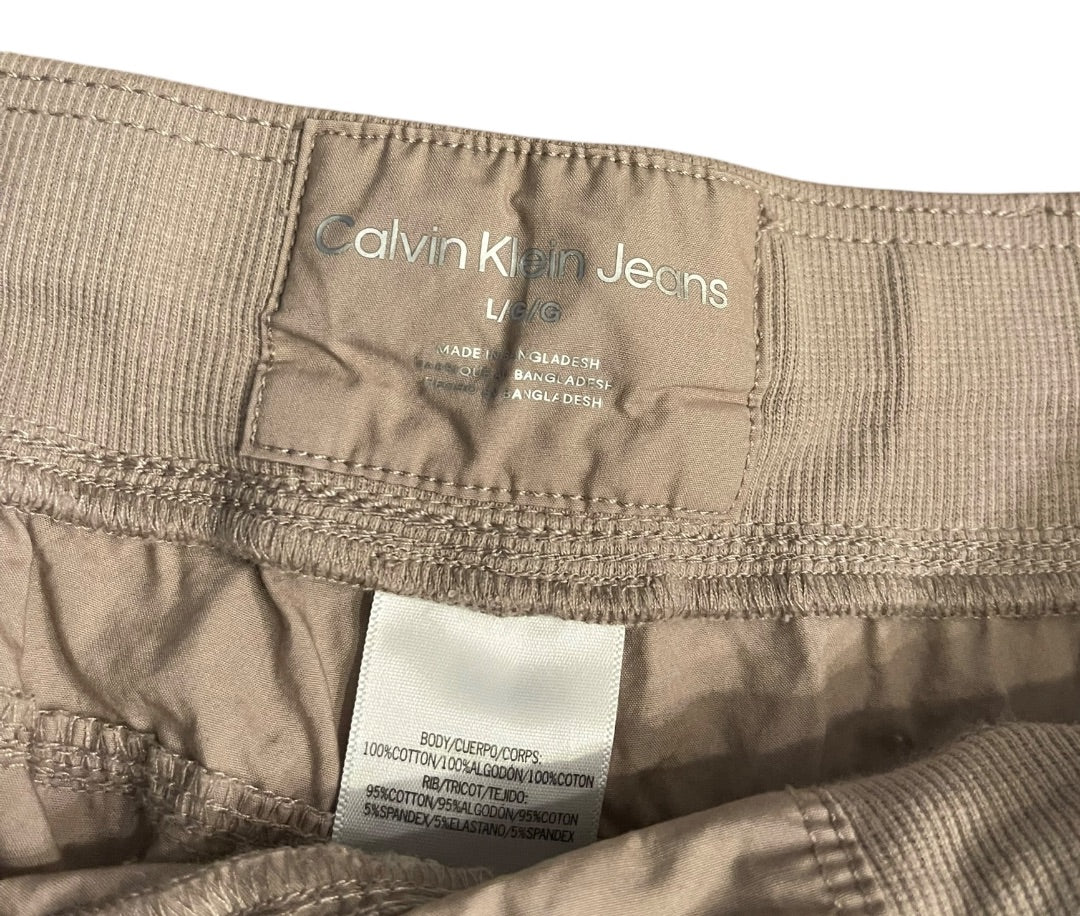 Calvin Klein Jeans
L/G/G
MADE IN BANGLADESH
BANGLADESH
BANGLADESH
BODY/CUERPO/CORPS:
100%COTTON/100%ALGODÓN/100%COTON
RIB/TRICOT/TEJIDO:
95%COTTON/95%ALGODÓN/95%COTON
5%SPANDEX/5%ELASTANO/5%SPANDEX